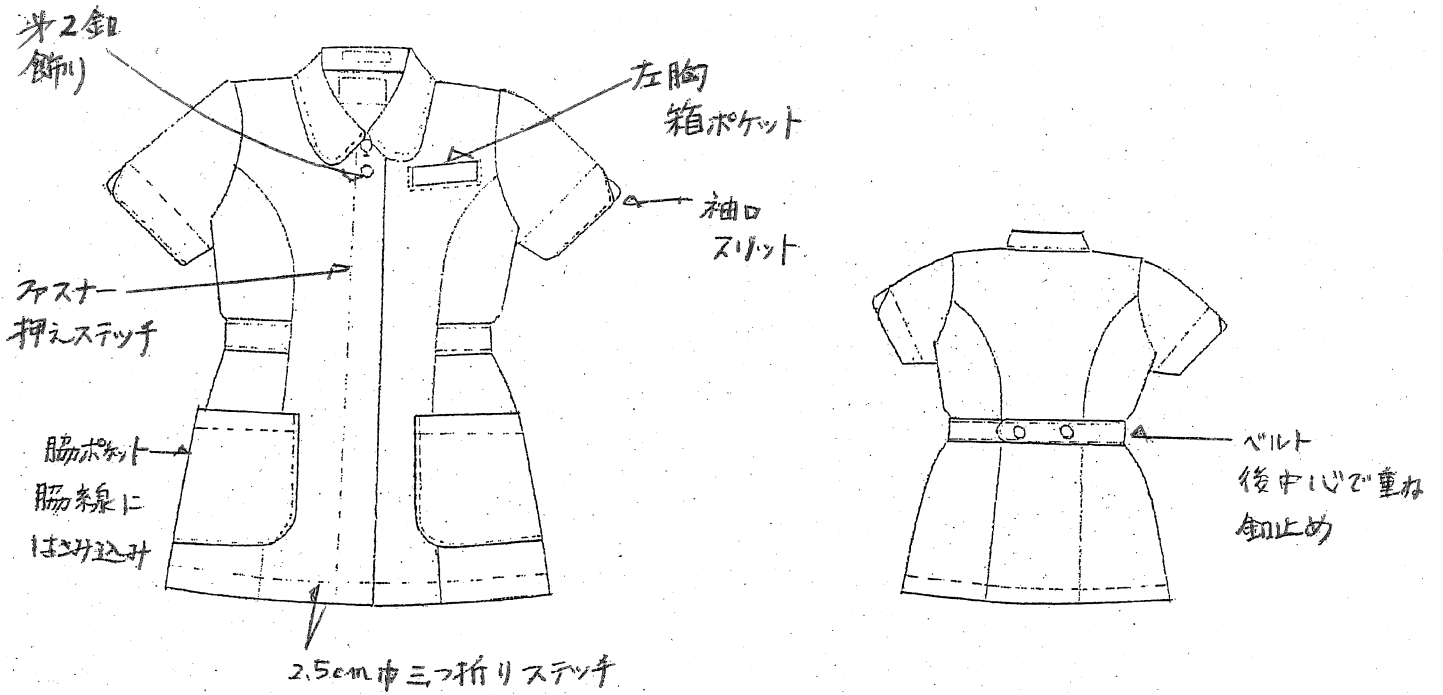 第2釦
飾り
左胸
箱ポケット
袖口
スリット
ファスナー
押えステッチ
脇ポケット
脇線に
はさみ込み
ベルト
後中心で重ね
釦止め
2.5cm巾三つ折りステッチ